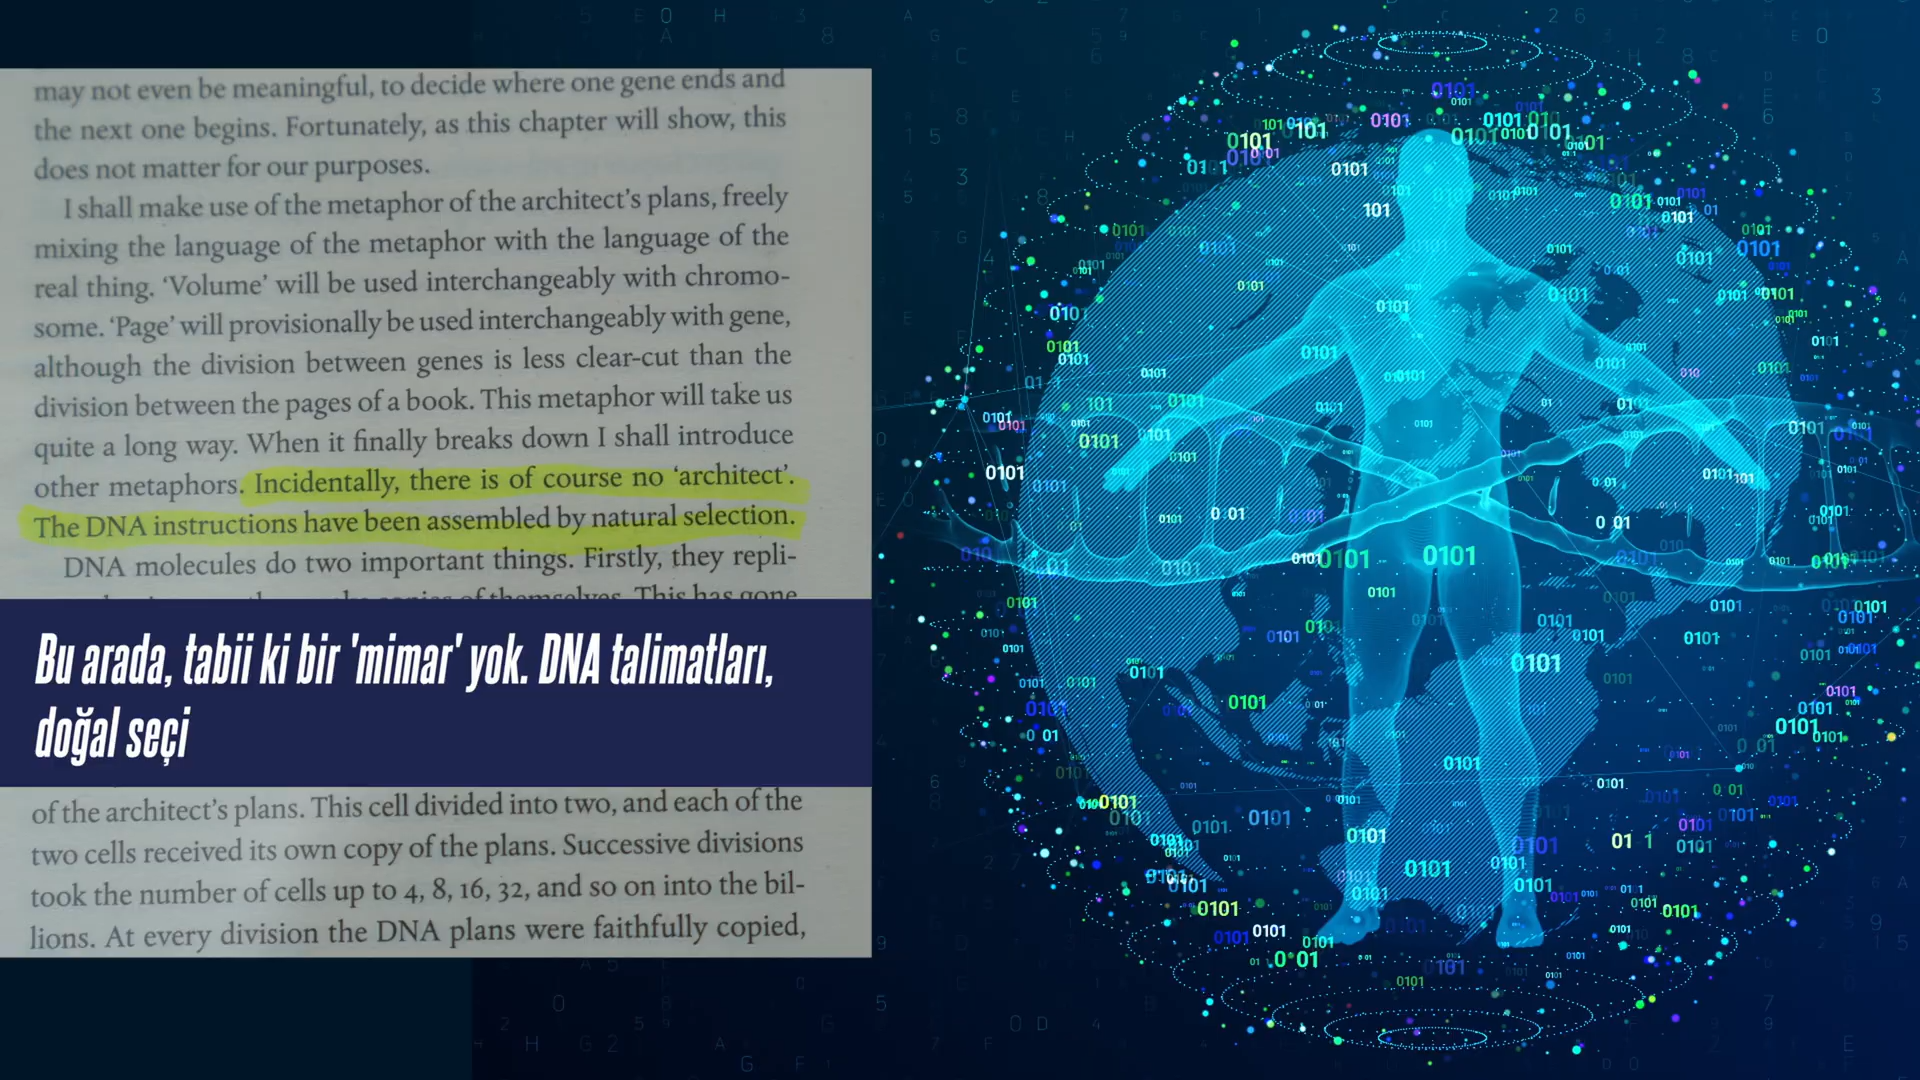 may not even be meaningful, to decide where one gene ends and
the next one begins. Fortunately, as this chapter will show, this
does not matter for our purposes.
I shall make use of the metaphor of the architect's plans, freely
mixing the language of the metaphor with the language of the
real thing. 'Volume' will be used interchangeably with chromo-
some. 'Page' will provisionally be used interchangeably with gene,
although the division between genes is less clear-cut than the
division between the pages of a book. This metaphor will take us
quite a long way. When it finally breaks down I shall introduce
other metaphors. Incidentally, there is of course no 'architect'.
The DNA instructions have been assembled by natural selection.
DNA molecules do two important things. Firstly, they repli-
of themselves. This has gone
Bu arada, tabii ki bir 'mimar' yok. DNA talimatları,
doğal seçi
of the architect's plans. This cell divided into two, and each of the
two cells received its own copy of the plans. Successive divisions
took the number of cells up to 4, 8, 16, 32, and so on into the bil-
lions. At every division the DNA plans were faithfully copied,